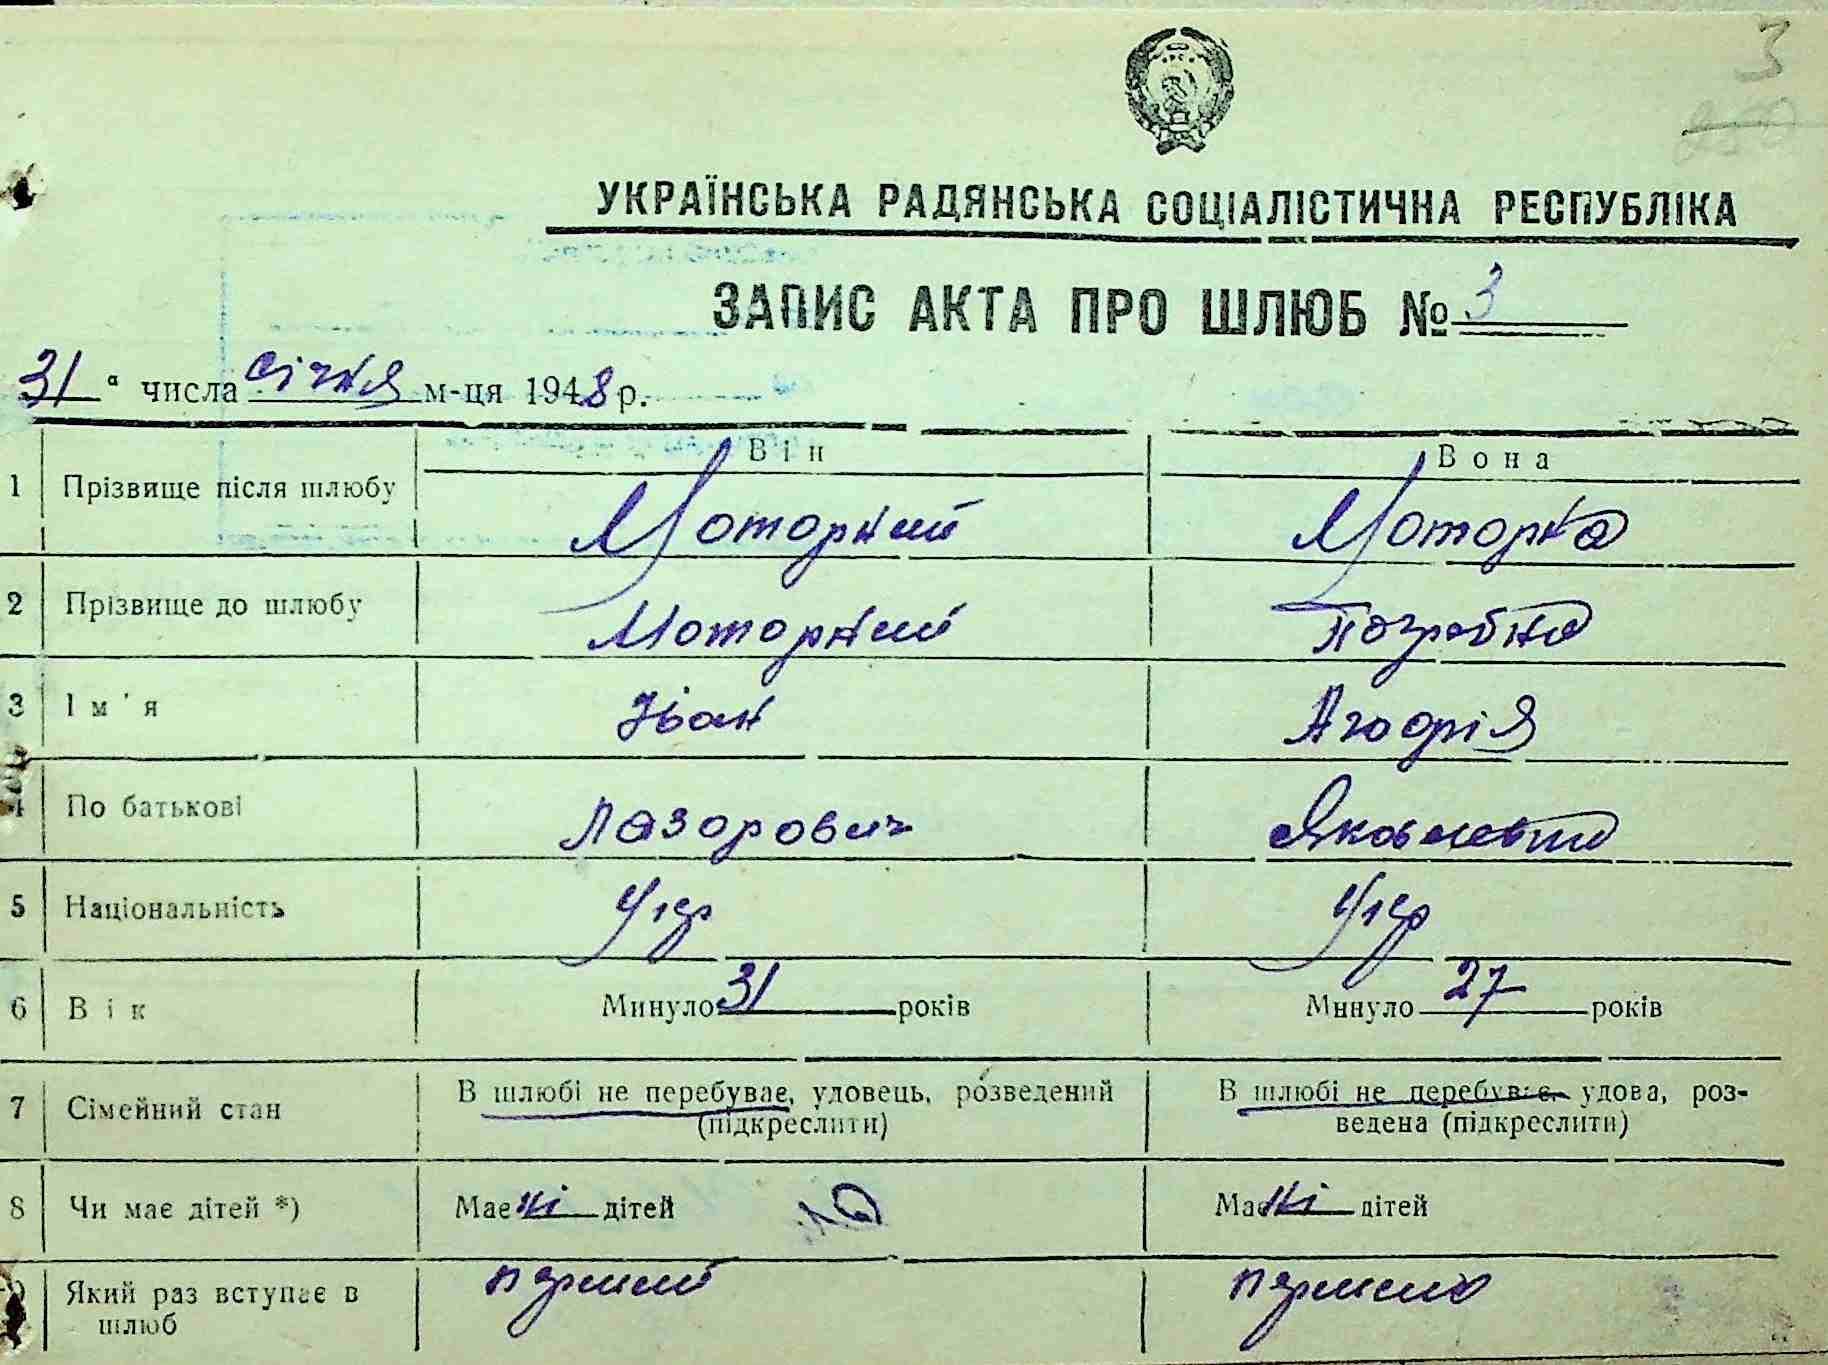 3
250
УКРАЇНСЬКА РАДЯНСЬКА СОЦІАЛІСТИЧНА РЕСПУБЛІКА
ЗАПИС АКТА ПРО ШЛЮБ № 3
31 " числа січня м-ця 1948 р.
Він Вона
1 Прізвище після шлюбу Моторний Моторна
2 Прізвище до шлюбу Моторний Погребна
3 Ім'я Іван
4 По батькові Лазорович Яковлевна
5 Національність Укр Укр
6 Вік Минуло 31 років Минуло 27 років
7 Сімейний стан В шлюбі не перебуває, удовець, розведений (підкреслити) В шлюбі не перебуває, удова, роз-
ведена (підкреслити)
8 Чи має дітей *) Має ні дітей Має ні дітей
9 Який раз вступає в перший
шлюб